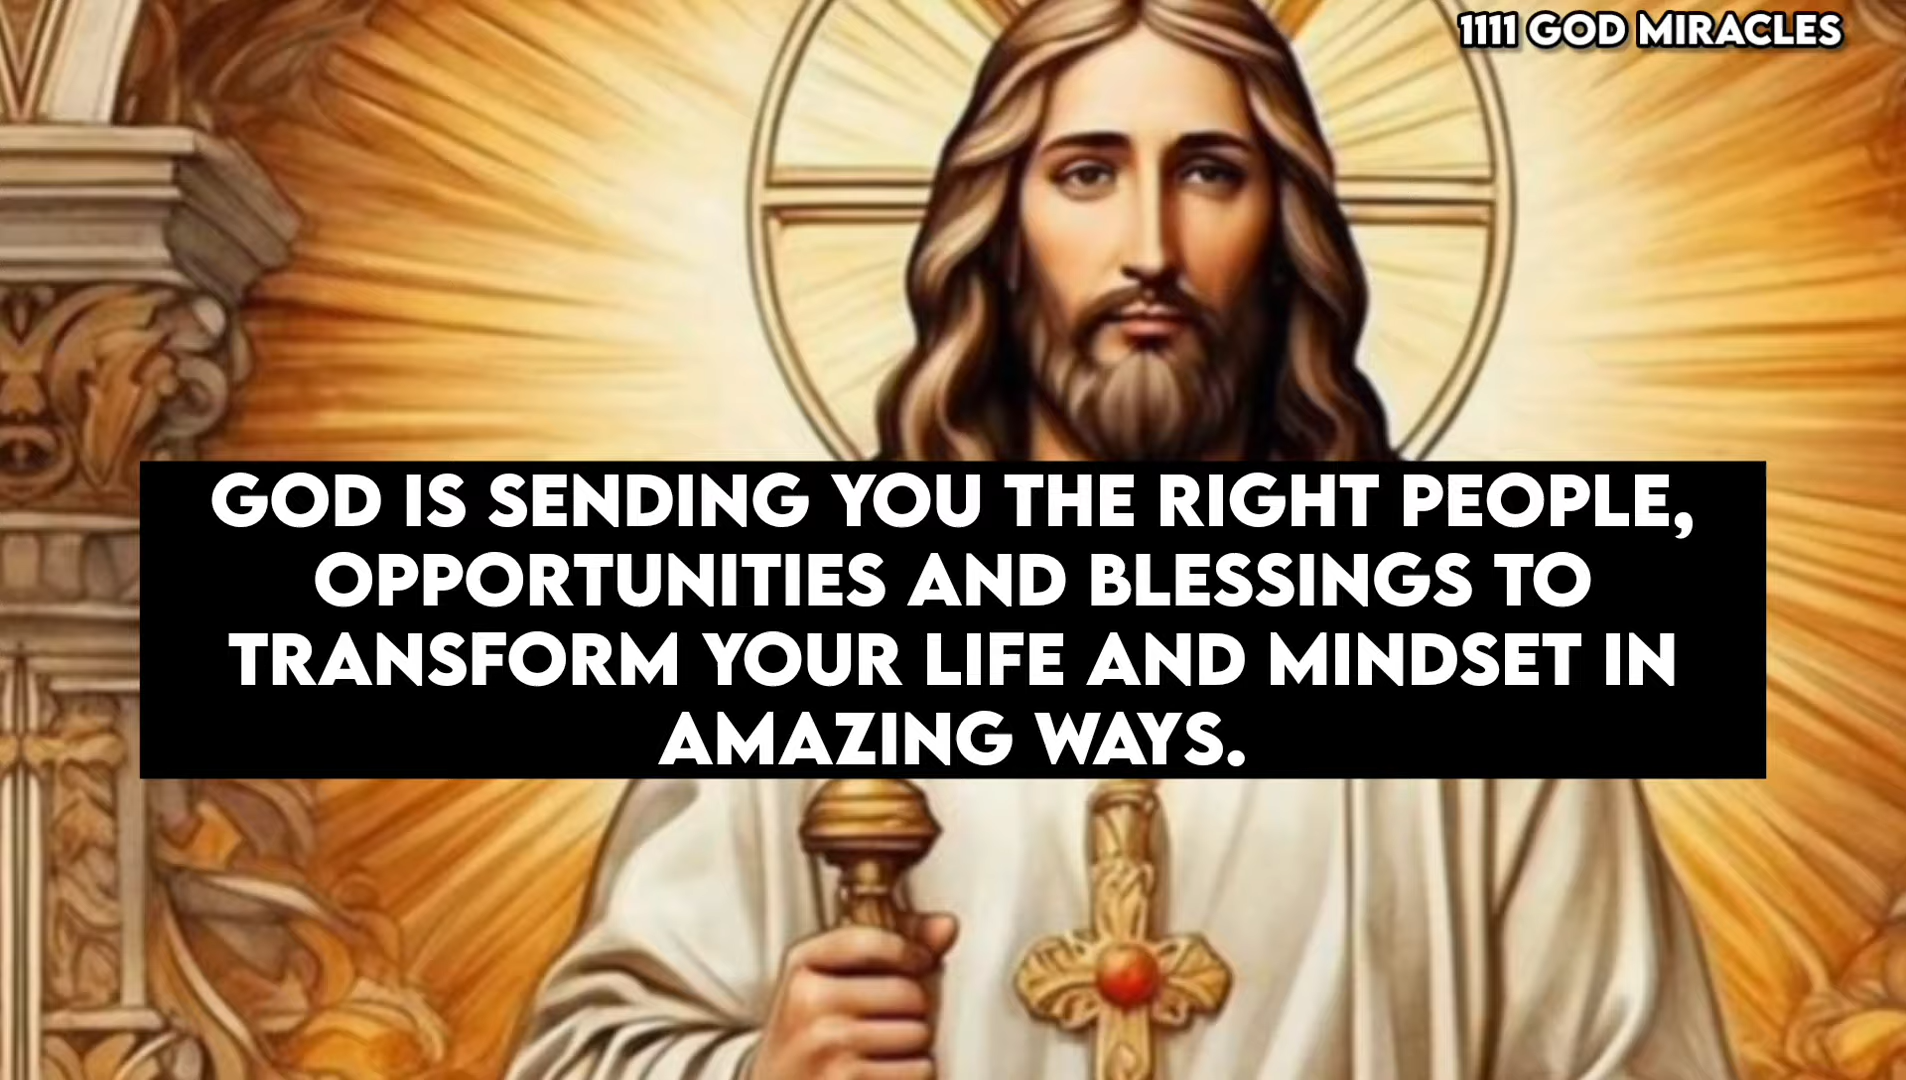 1111 GOD MIRACLES
GOD IS SENDING YOU THE RIGHT PEOPLE,
OPPORTUNITIES AND BLESSINGS TO
TRANSFORM YOUR LIFE AND MINDSET IN
AMAZING WAYS.